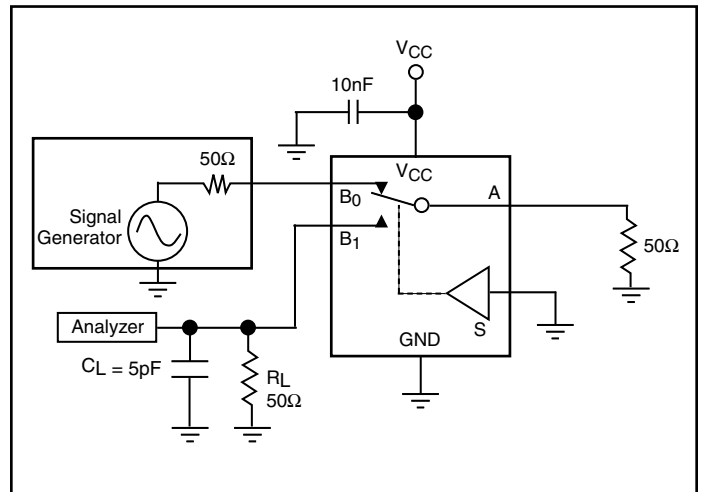 VCC
10nF
50Ω
VCC
B0
A
Signal
Generator
B1
50Ω
Analyzer
S
GND
CL = 5pF
RL
50Ω